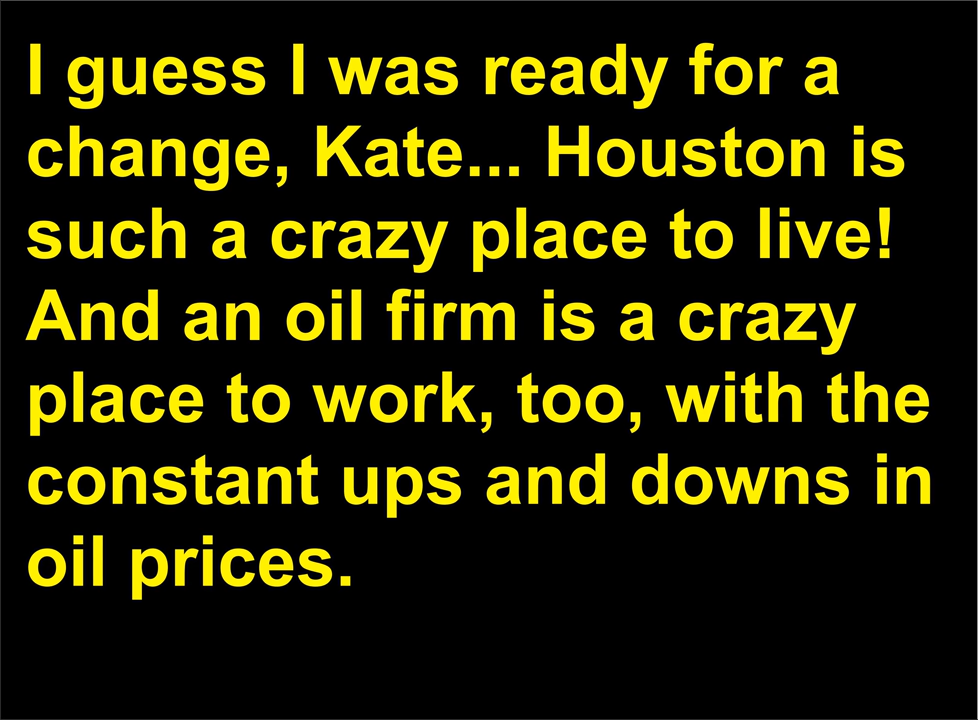 I guess I was ready for a
change, Kate... Houston is
such a crazy place to live!
And an oil firm is a crazy
place to work, too, with the
constant ups and downs in
oil prices.